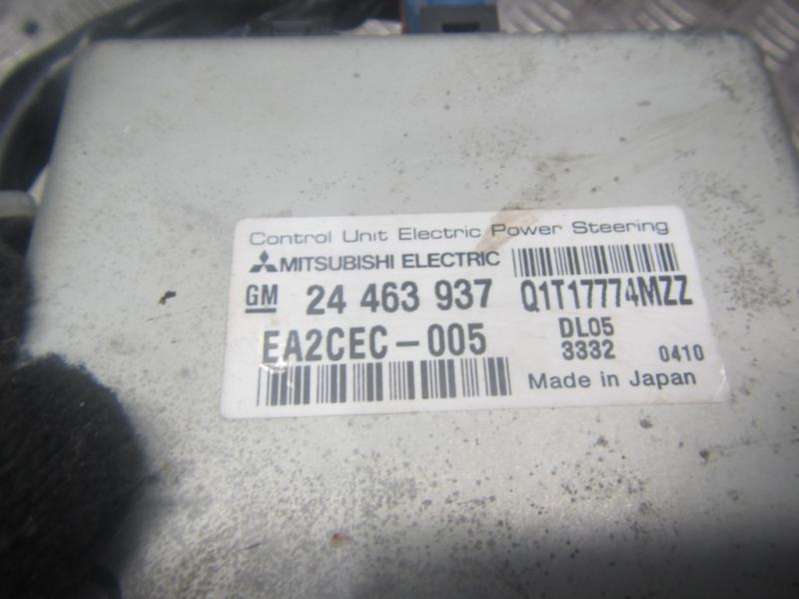 Control Unit Electric Power Steering
MITSUBISHI ELECTRIC
GM 24 463 937 Q1T17774MZZ
EA2CEC-005 DL05
3332 0410
Made in Japan